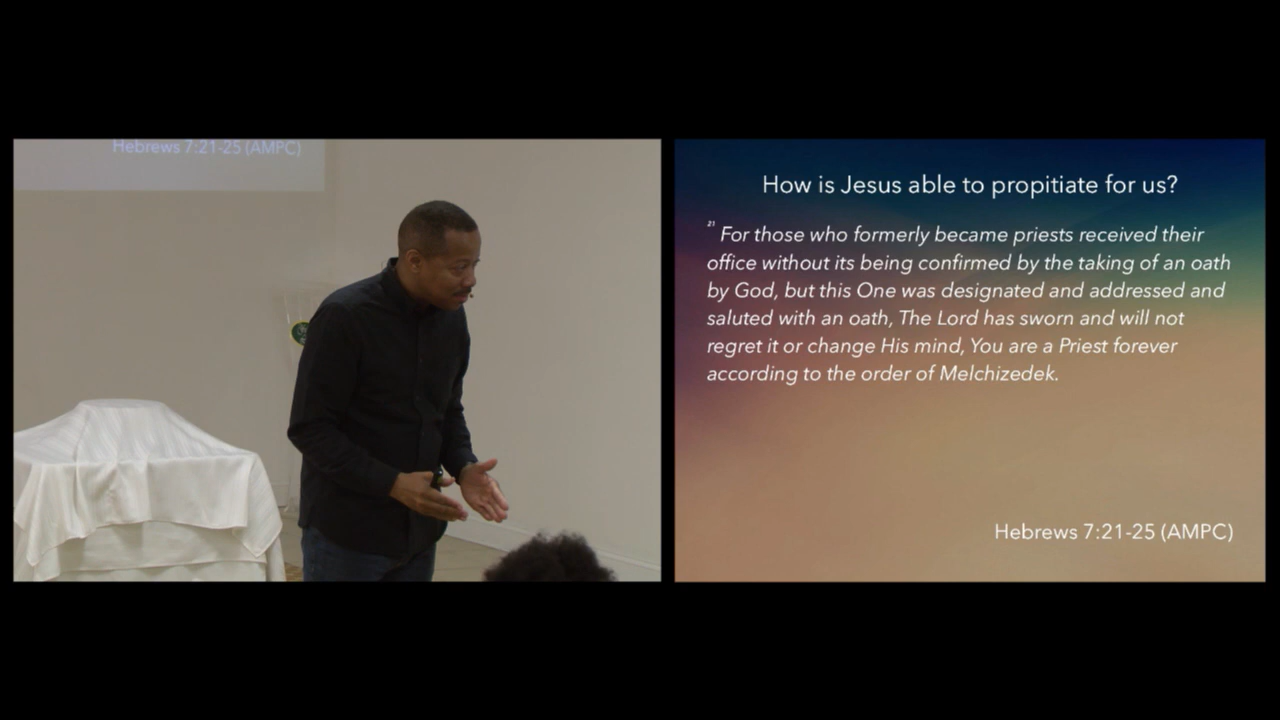 Hebrews 7:21-25 (AMPC)
How is Jesus able to propitiate for us?
21 For those who formerly became priests received their
office without its being confirmed by the taking of an oath
by God, but this One was designated and addressed and
saluted with an oath, The Lord has sworn and will not
regret it or change His mind, You are a Priest forever
according to the order of Melchizedek.
Hebrews 7:21-25 (AMPC)